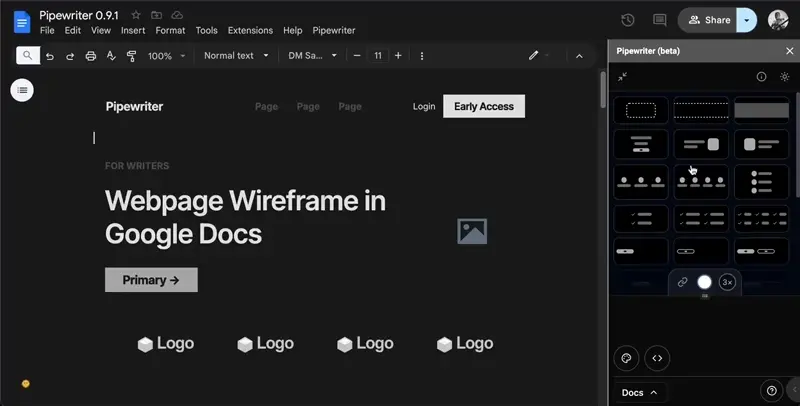 Pipewriter 0.9.1
File Edit View Insert Format Tools Extensions Help Pipewriter
Share
100% Normal text DM Sa... 11
Pipewriter (beta)
Pipewriter Page Page Page Login Early Access
FOR WRITERS
Webpage Wireframe in
Google Docs
Primary →
Logo Logo Logo Logo
3×
Docs